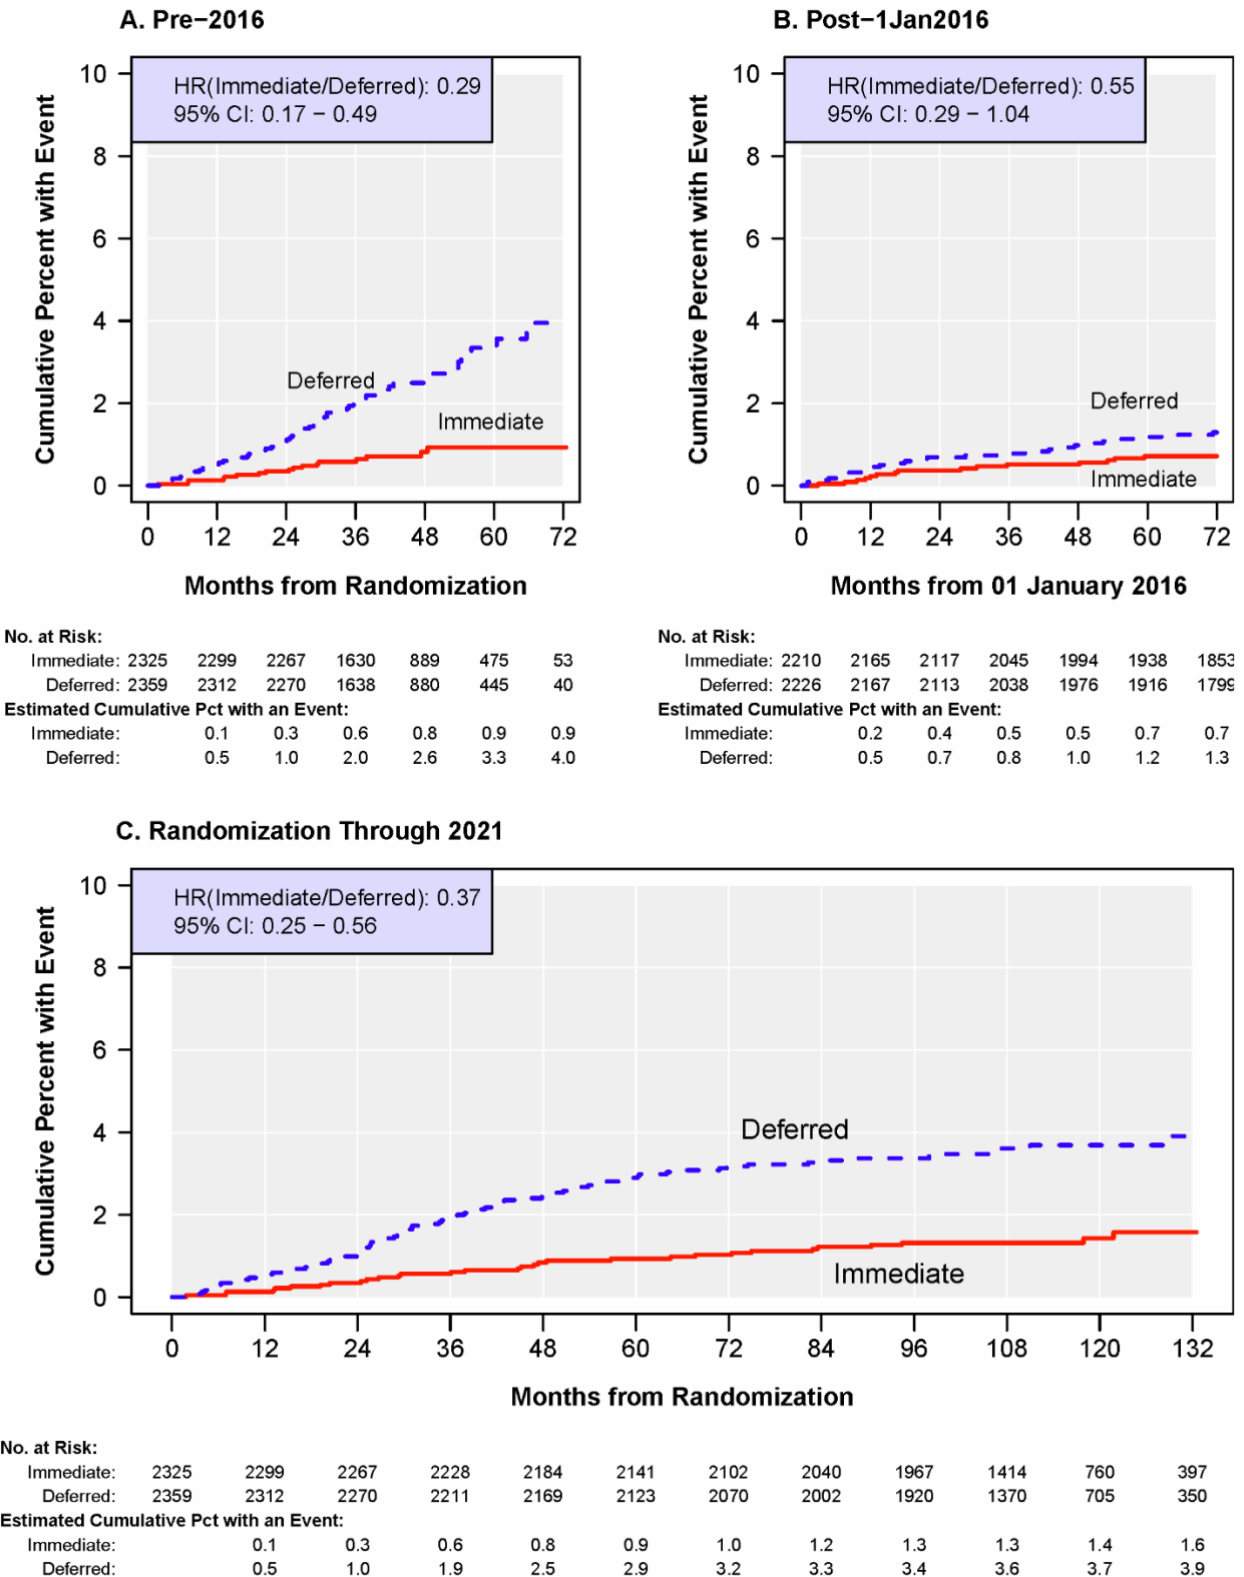 A. Pre−2016
HR(Immediate/Deferred): 0.29
95% CI: 0.17 − 0.49
Cumulative Percent with Event
10
8
6
4
2
0
Deferred
Immediate
0 12 24 36 48 60 72
Months from Randomization
No. at Risk:
Immediate: 2325 2299 2267 1630 889 475 53
Deferred: 2359 2312 2270 1638 880 445 40
Estimated Cumulative Pct with an Event:
Immediate: 0.1 0.3 0.6 0.8 0.9 0.9
Deferred: 0.5 1.0 2.0 2.6 3.3 4.0
B. Post−1Jan2016
HR(Immediate/Deferred): 0.55
95% CI: 0.29 − 1.04
Cumulative Percent with Event
10
8
6
4
2
0
Deferred
Immediate
0 12 24 36 48 60 72
Months from 01 January 2016
No. at Risk:
Immediate: 2210 2165 2117 2045 1994 1938 1853
Deferred: 2226 2167 2113 2038 1976 1916 1799
Estimated Cumulative Pct with an Event:
Immediate: 0.2 0.4 0.5 0.5 0.7 0.7
Deferred: 0.5 0.7 0.8 1.0 1.2 1.3
C. Randomization Through 2021
HR(Immediate/Deferred): 0.37
95% CI: 0.25 − 0.56
Cumulative Percent with Event
10
8
6
4
2
0
Deferred
Immediate
0 12 24 36 48 60 72 84 96 108 120 132
Months from Randomization
No. at Risk:
Immediate: 2325 2299 2267 2228 2184 2141 2102 2040 1967 1414 760 397
Deferred: 2359 2312 2270 2211 2169 2123 2070 2002 1920 1370 705 350
Estimated Cumulative Pct with an Event:
Immediate: 0.1 0.3 0.6 0.8 0.9 1.0 1.2 1.3 1.3 1.4 1.6
Deferred: 0.5 1.0 1.9 2.5 2.9 3.2 3.3 3.4 3.6 3.7 3.9